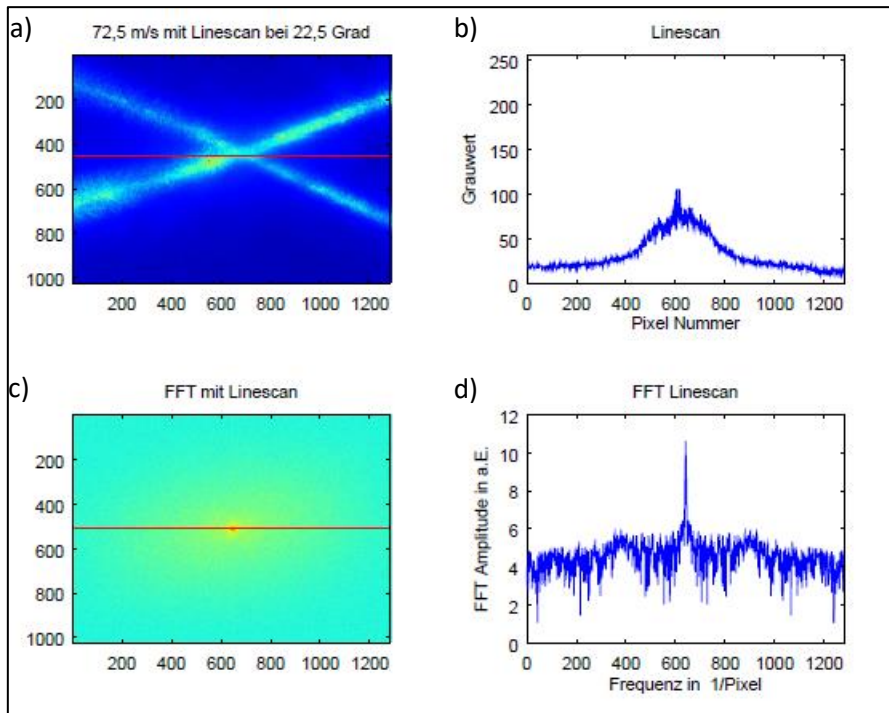 a)
72,5 m/s mit Linescan bei 22,5 Grad
200
400
600
800
1000
200 400 600 800 1000 1200
b)
Linescan
Grauwert
250
200
150
100
50
0
0 200 400 600 800 1000 1200
Pixel Nummer
c)
FFT mit Linescan
200
400
600
800
1000
200 400 600 800 1000 1200
d)
FFT Linescan
FFT Amplitude in a.E.
12
10
8
6
4
2
0
0 200 400 600 800 1000 1200
Frequenz in 1/Pixel